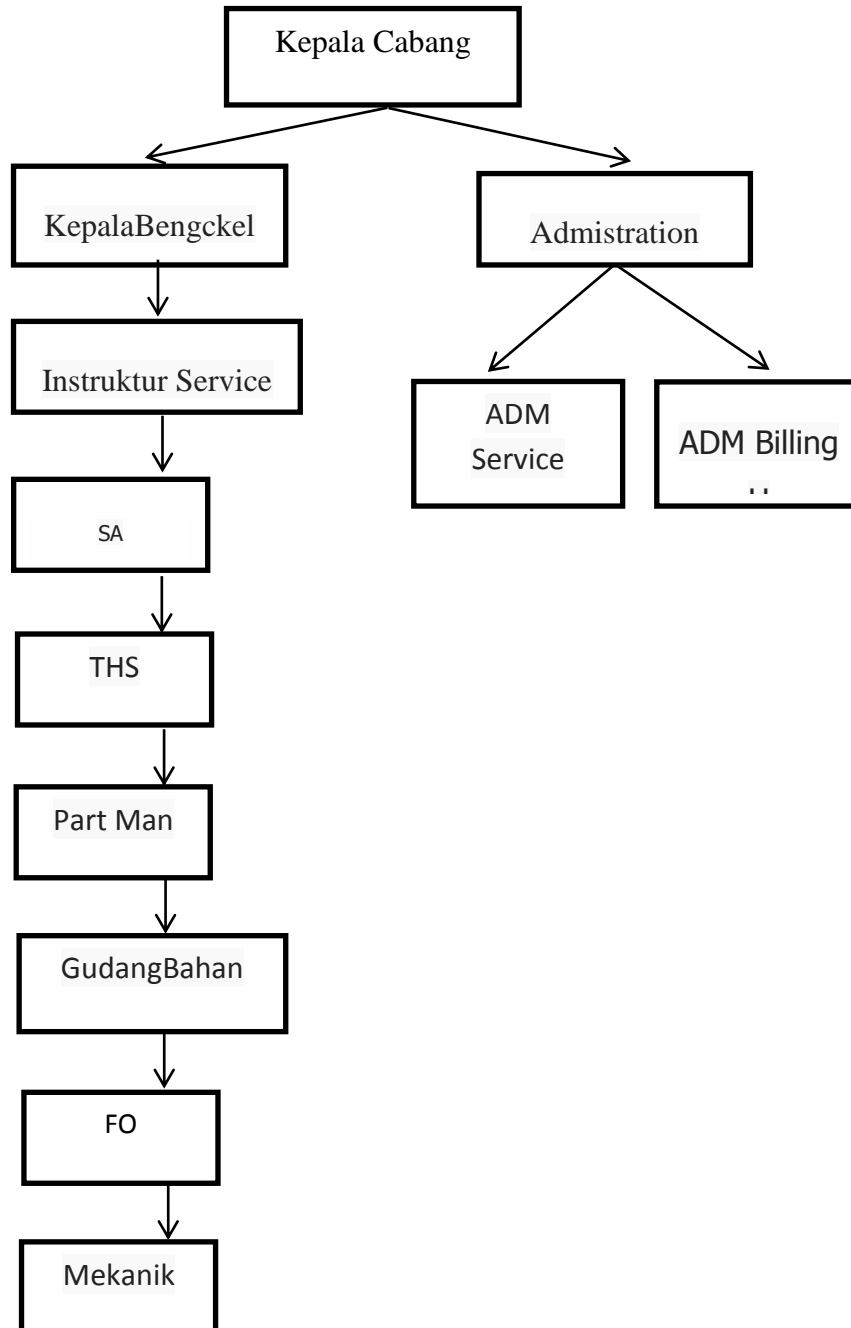 Kepala Cabang
KepalaBengckel
Admistration
Instruktur Service
ADM
Service
ADM Billing
SA
THS
Part Man
GudangBahan
FO
Mekanik